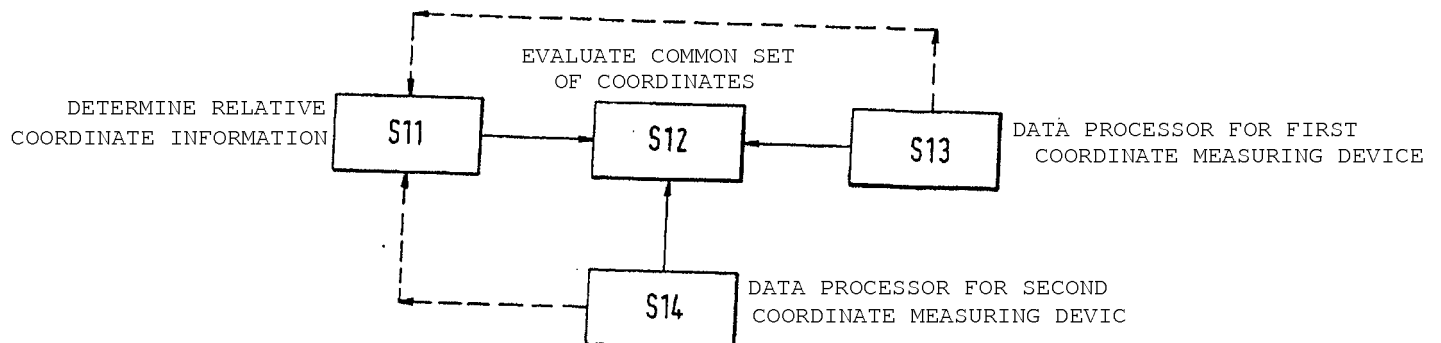 EVALUATE COMMON SET
OF COORDINATES
DETERMINE RELATIVE
COORDINATE INFORMATION
S11
S12
S13
DATA PROCESSOR FOR FIRST
COORDINATE MEASURING DEVICE
S14
DATA PROCESSOR FOR SECOND
COORDINATE MEASURING DEVIC